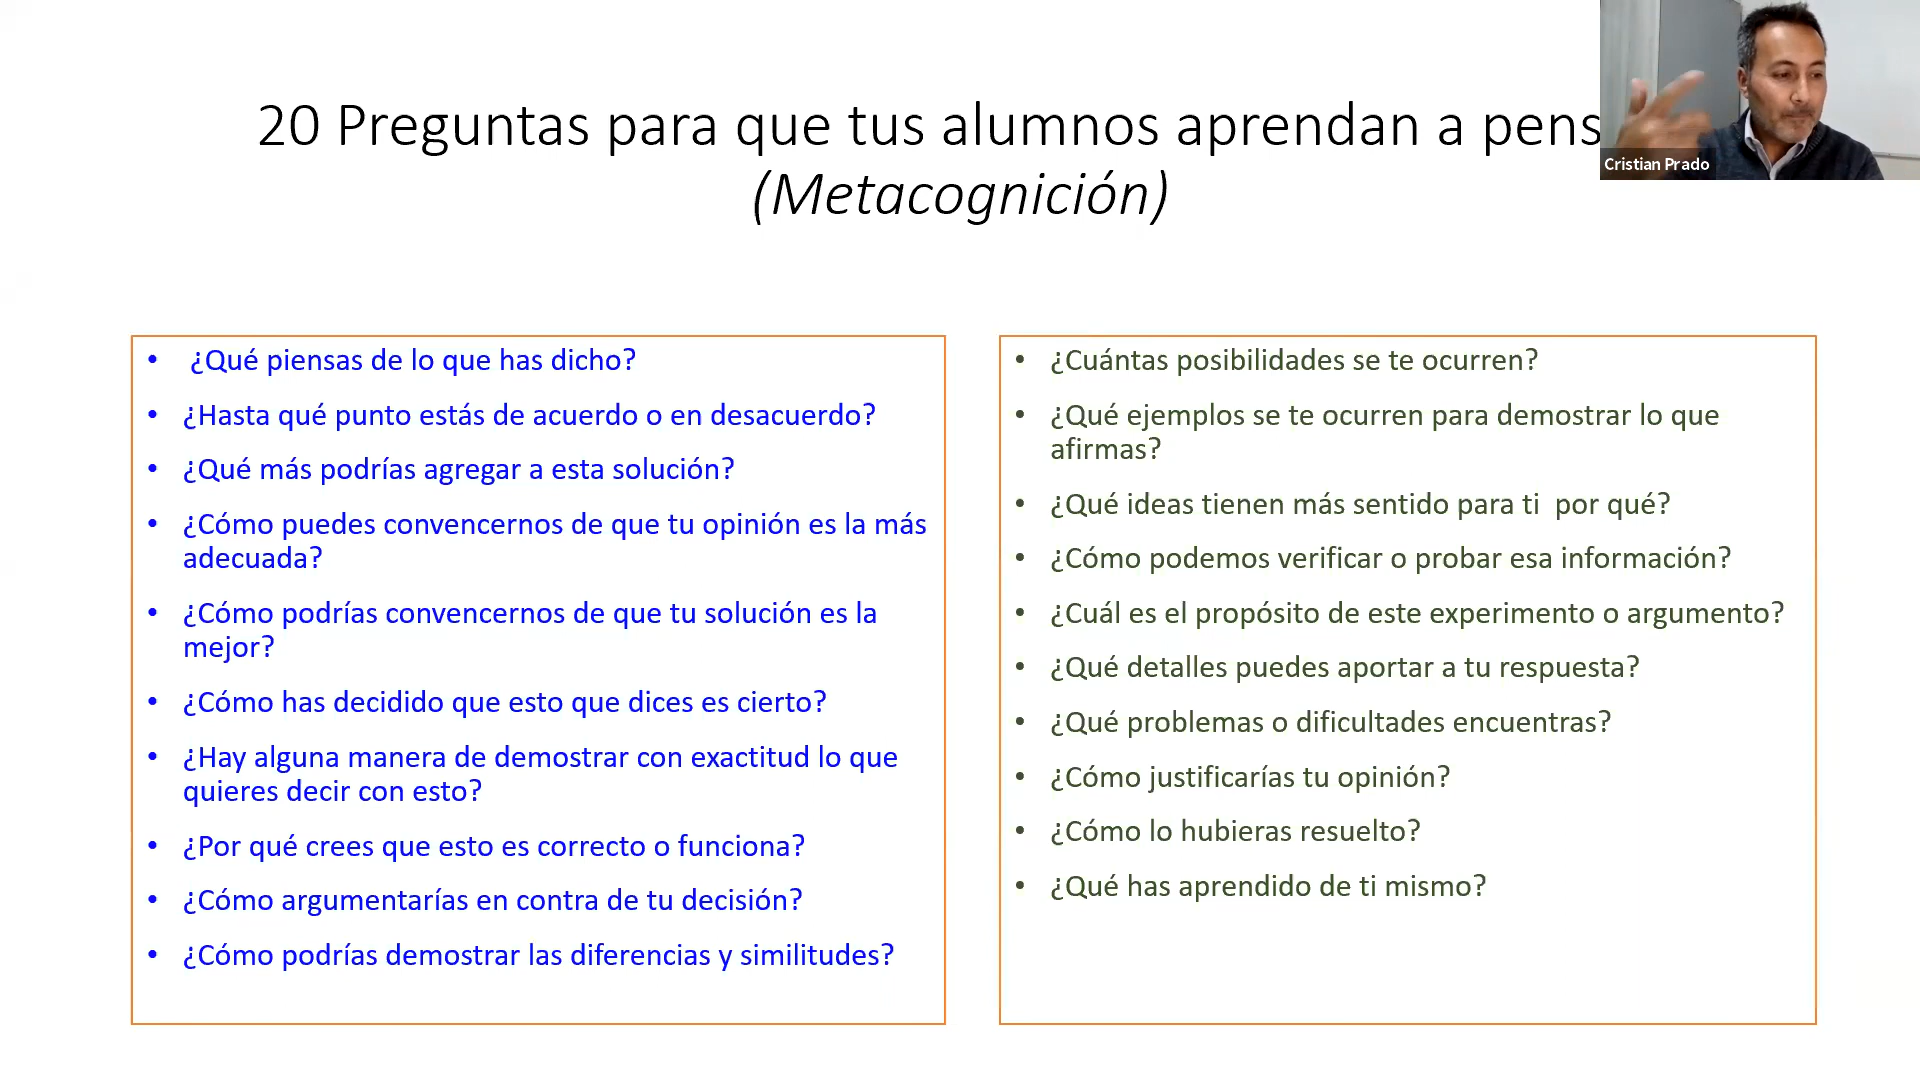 20 Preguntas para que tus alumnos aprendan a pens
(Metacognición)
Cristian Prado
• ¿Qué piensas de lo que has dicho?
• ¿Hasta qué punto estás de acuerdo o en desacuerdo?
• ¿Qué más podrías agregar a esta solución?
• ¿Cómo puedes convencernos de que tu opinión es la más
adecuada?
• ¿Cómo podrías convencernos de que tu solución es la
mejor?
• ¿Cómo has decidido que esto que dices es cierto?
• ¿Hay alguna manera de demostrar con exactitud lo que
quieres decir con esto?
• ¿Por qué crees que esto es correcto o funciona?
• ¿Cómo argumentarías en contra de tu decisión?
• ¿Cómo podrías demostrar las diferencias y similitudes?
• ¿Cuántas posibilidades se te ocurren?
• ¿Qué ejemplos se te ocurren para demostrar lo que
afirmas?
• ¿Qué ideas tienen más sentido para ti  por qué?
• ¿Cómo podemos verificar o probar esa información?
• ¿Cuál es el propósito de este experimento o argumento?
• ¿Qué detalles puedes aportar a tu respuesta?
• ¿Qué problemas o dificultades encuentras?
• ¿Cómo justificarías tu opinión?
• ¿Cómo lo hubieras resuelto?
• ¿Qué has aprendido de ti mismo?